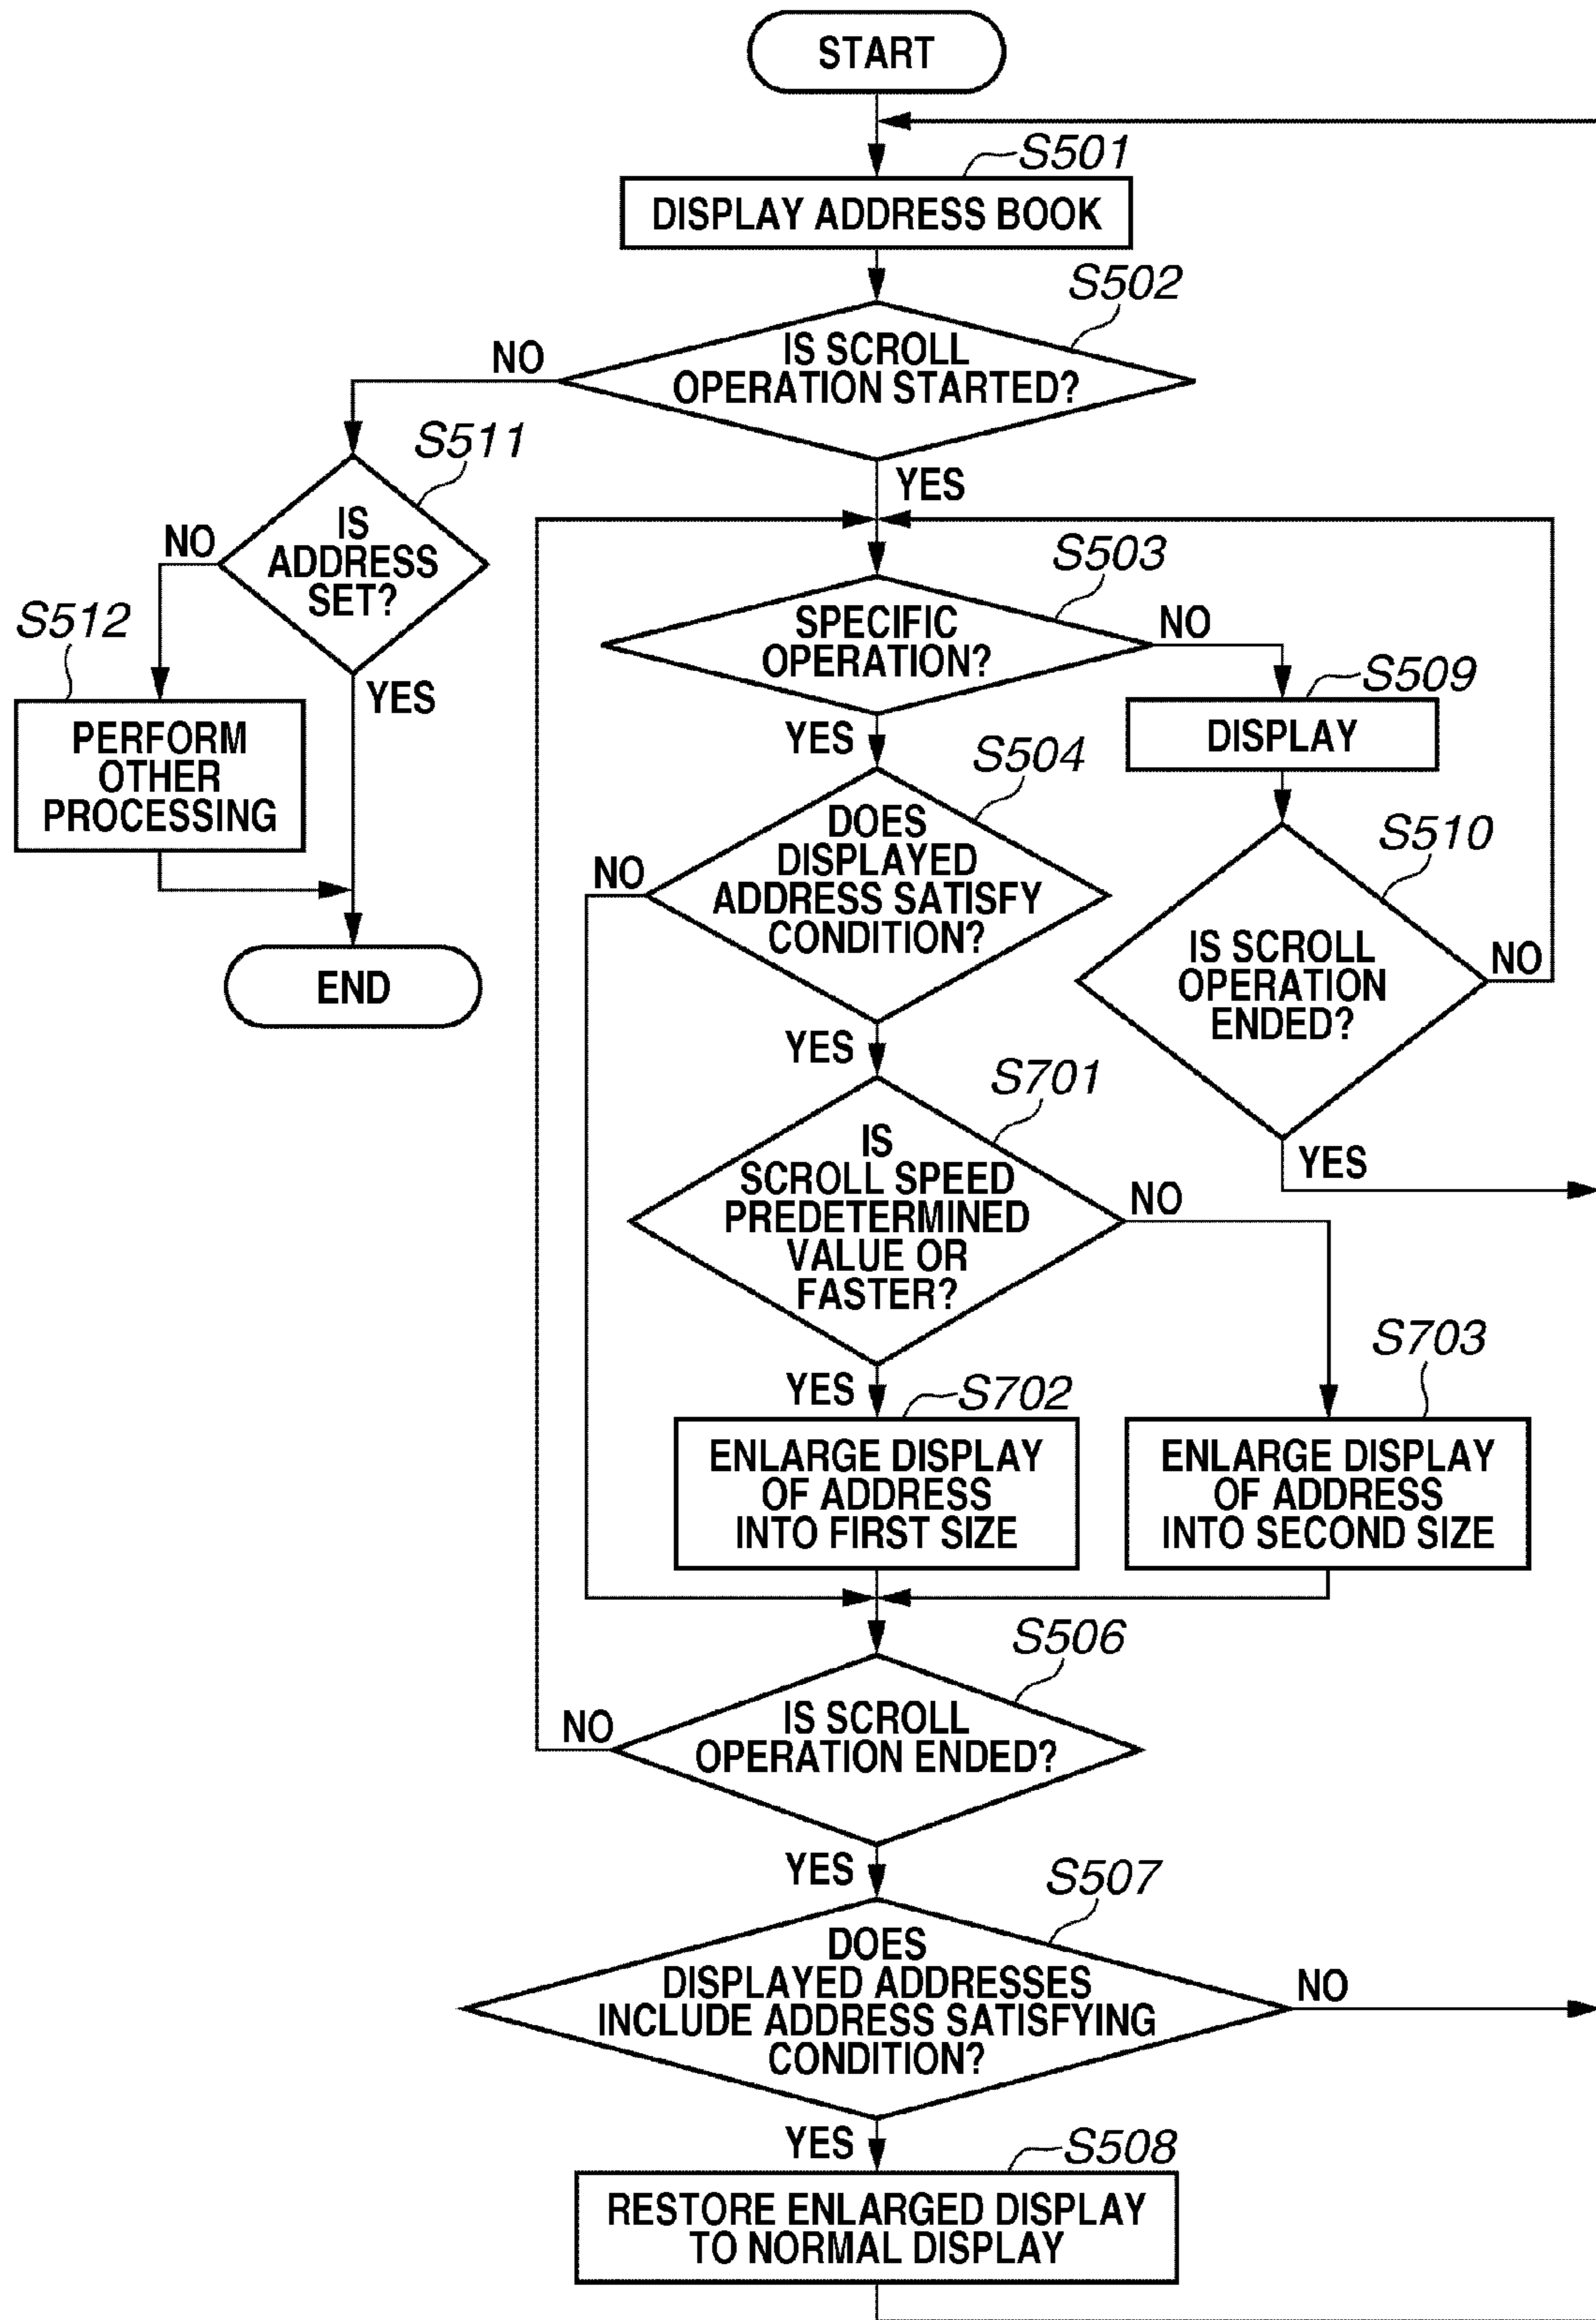 START
S501
DISPLAY ADDRESS BOOK
S502
IS SCROLL
OPERATION STARTED?
NO
YES
S511
IS
ADDRESS
SET?
NO
YES
S512
PERFORM
OTHER
PROCESSING
END
S503
SPECIFIC
OPERATION?
NO
YES
S509
DISPLAY
S510
IS SCROLL
OPERATION
ENDED?
NO
YES
S504
DOES
DISPLAYED
ADDRESS SATISFY
CONDITION?
NO
YES
S701
IS
SCROLL SPEED
PREDETERMINED
VALUE OR
FASTER?
NO
YES
S702
ENLARGE DISPLAY
OF ADDRESS
INTO FIRST SIZE
S703
ENLARGE DISPLAY
OF ADDRESS
INTO SECOND SIZE
S506
IS SCROLL
OPERATION ENDED?
NO
YES
S507
DOES
DISPLAYED ADDRESSES
INCLUDE ADDRESS SATISFYING
CONDITION?
NO
YES
S508
RESTORE ENLARGED DISPLAY
TO NORMAL DISPLAY